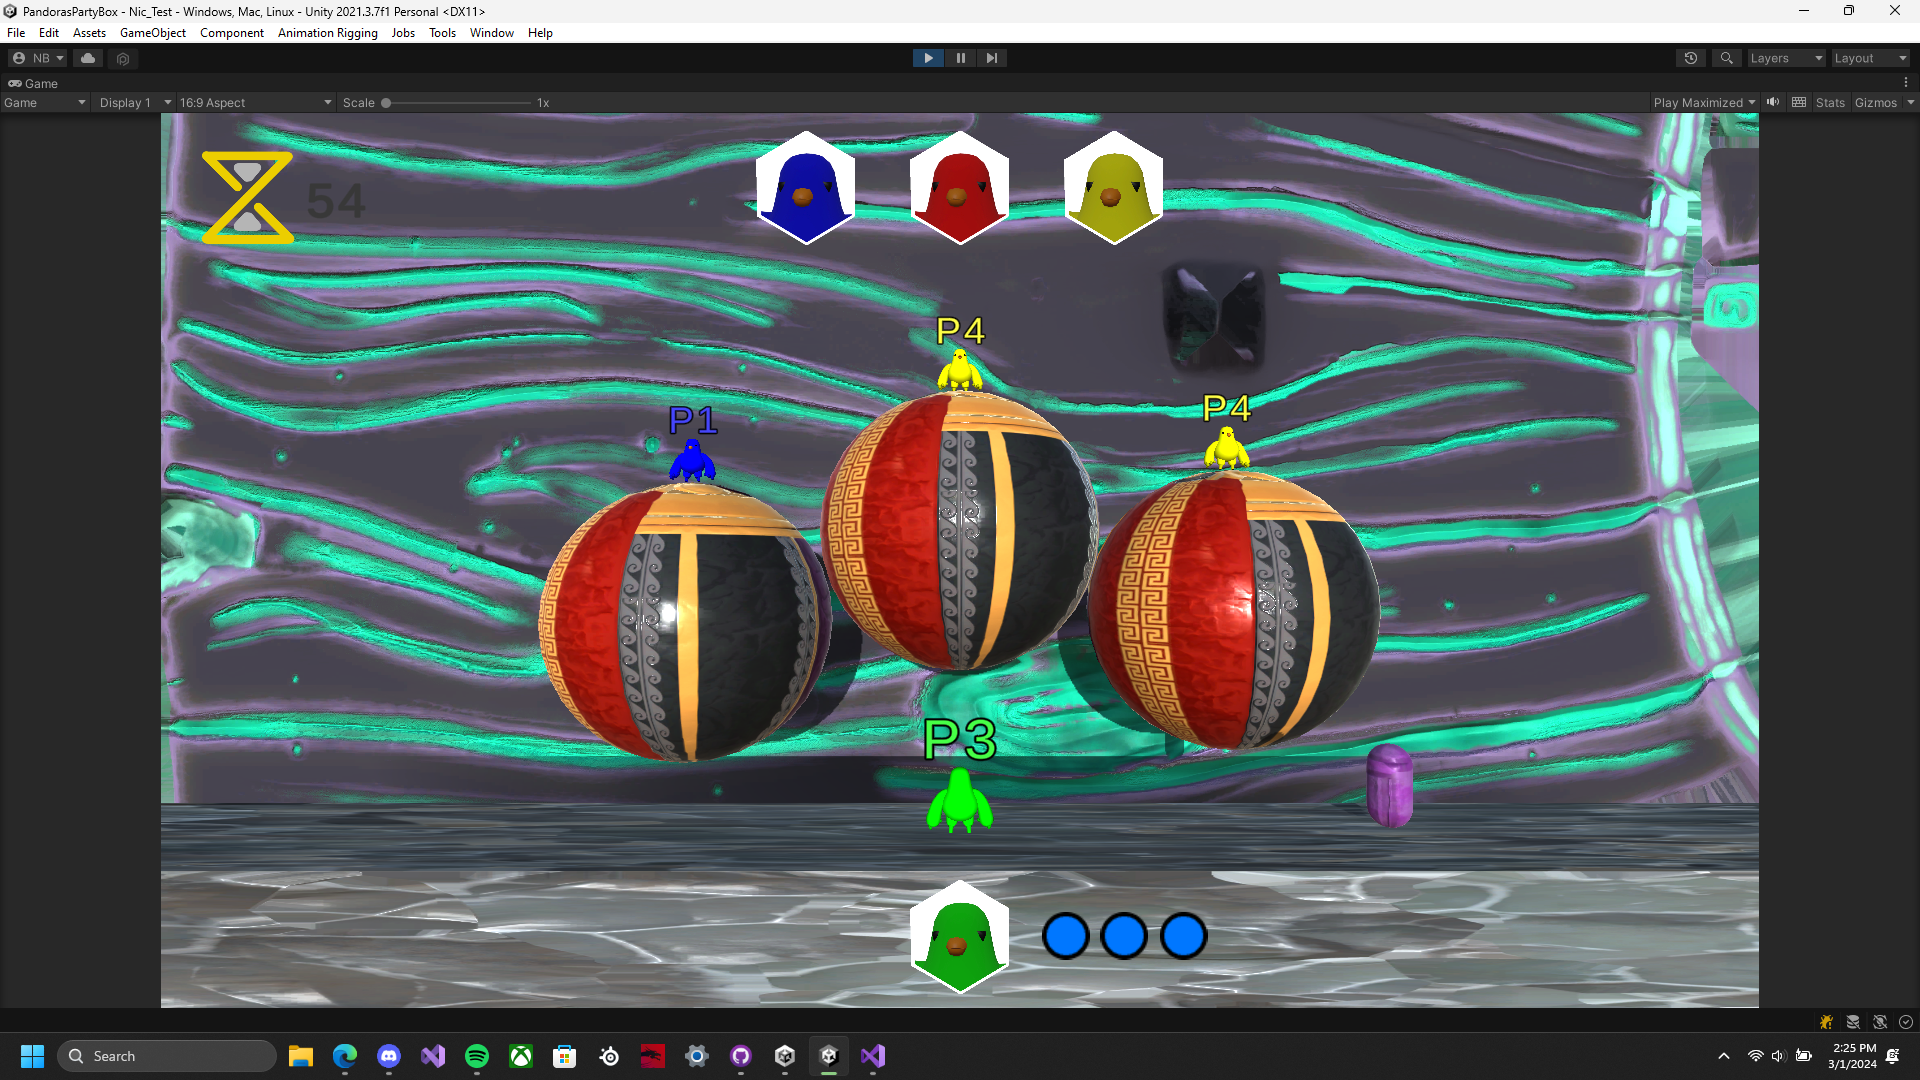 PandorasPartyBox - Nic_Test - Windows, Mac, Linux - Unity 2021.3.7f1 Personal <DX11>
File Edit Assets GameObject Component Animation Rigging Jobs Tools Window Help
NB Layers Layout
Game
Game Display 1 16:9 Aspect Scale 1x Play Maximized Stats Gizmos
54
P4
P4
P1
P3
Search
2:25 PM
3/1/2024